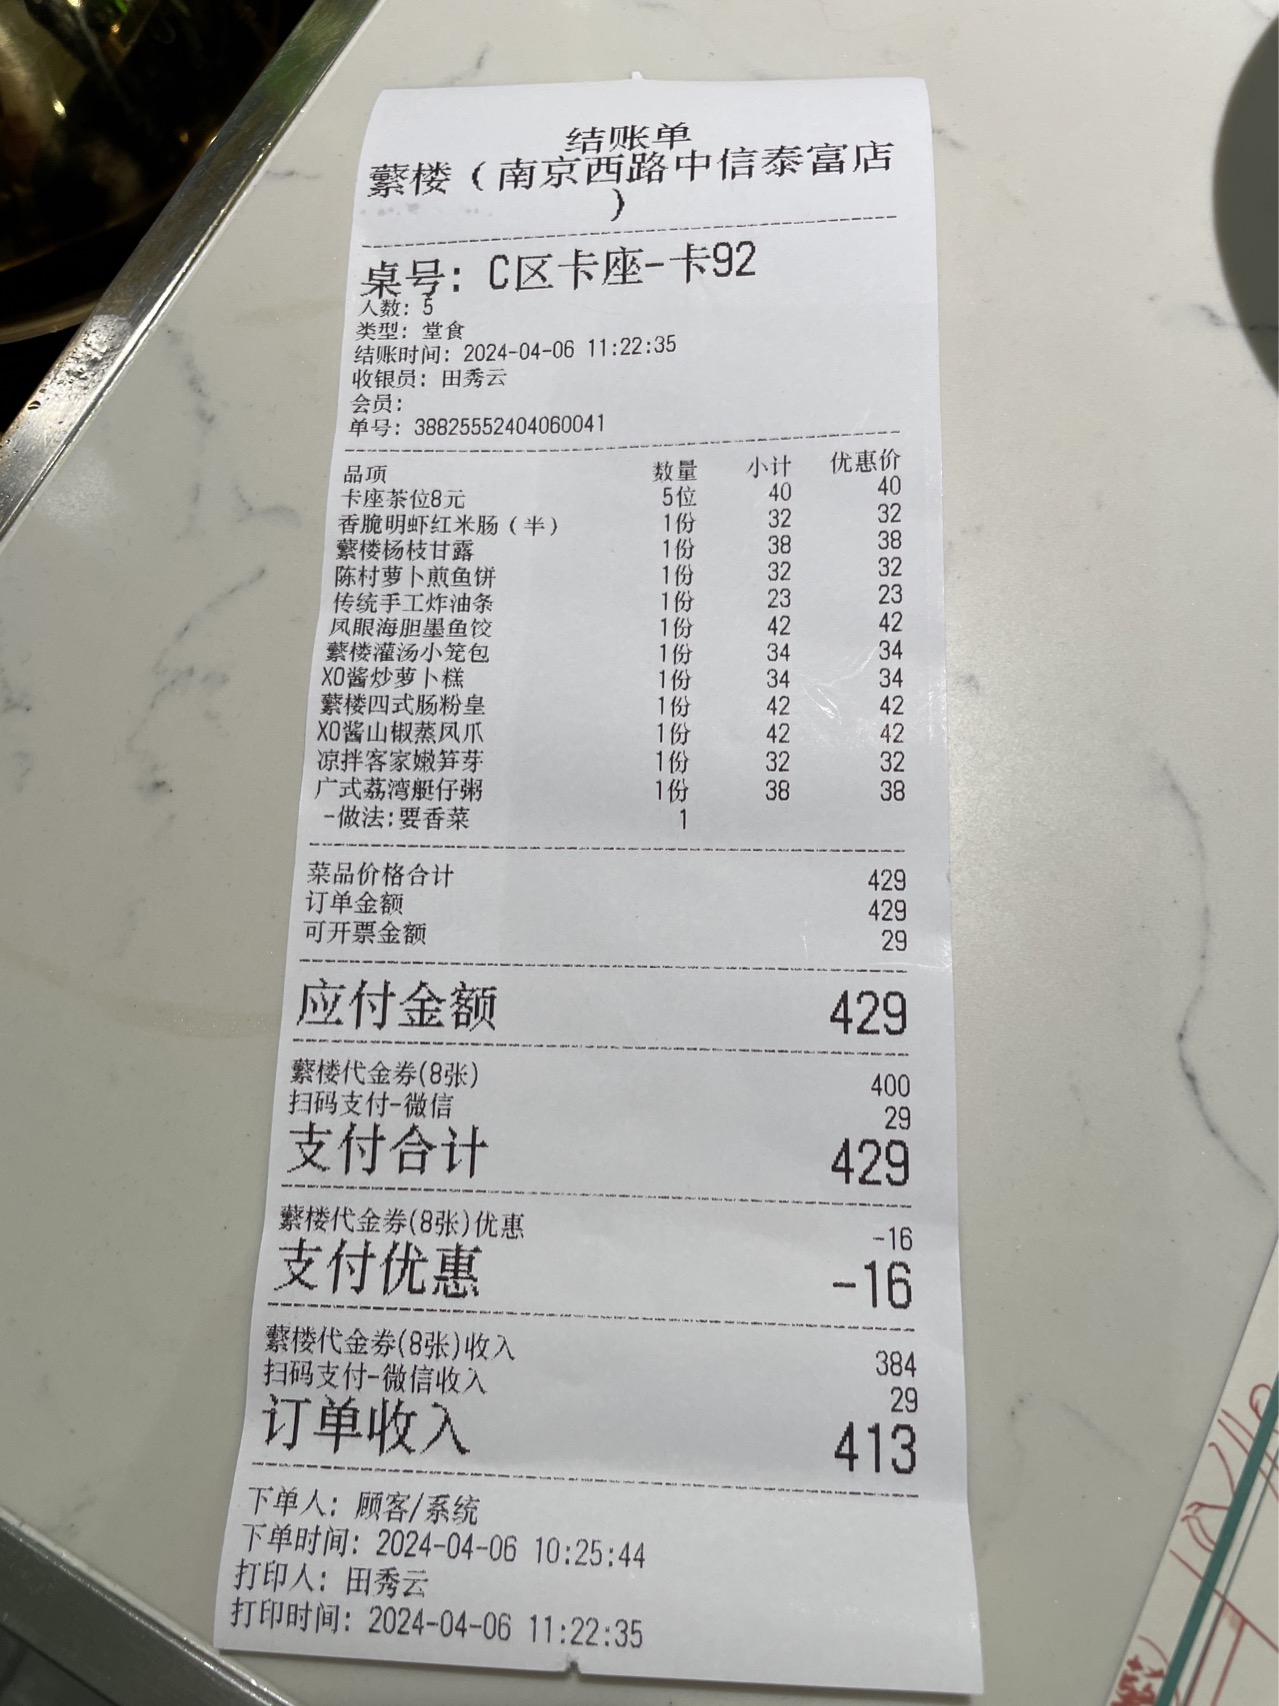 结账单
蘩楼（南京西路中信泰富店
）
桌号: C区卡座-卡92
人数: 5
类型: 堂食
结账时间: 2024-04-06 11:22:35
收银员: 田秀云
会员:
单号: 38825552404060041
品项 数量 小计 优惠价
卡座茶位8元 5位 40 40
香脆明虾红米肠（半） 1份 32 32
蘩楼杨枝甘露 1份 38 38
陈村萝卜煎鱼饼 1份 32 32
传统手工炸油条 1份 23 23
凤眼海胆墨鱼饺 1份 42 42
蘩楼灌汤小笼包 1份 34 34
XO酱炒萝卜糕 1份 34 34
蘩楼四式肠粉皇 1份 42 42
XO酱山椒蒸凤爪 1份 42 42
凉拌客家嫩笋芽 1份 32 32
广式荔湾艇仔粥 1份 38 38
-做法:要香菜 1
菜品价格合计 429
订单金额 429
可开票金额 29
应付金额 429
蘩楼代金券(8张) 400
扫码支付-微信 29
支付合计 429
蘩楼代金券(8张)优惠 -16
支付优惠 -16
蘩楼代金券(8张)收入 384
扫码支付-微信收入 29
订单收入 413
下单人: 顾客/系统
下单时间: 2024-04-06 10:25:44
打印人: 田秀云
打印时间: 2024-04-06 11:22:35